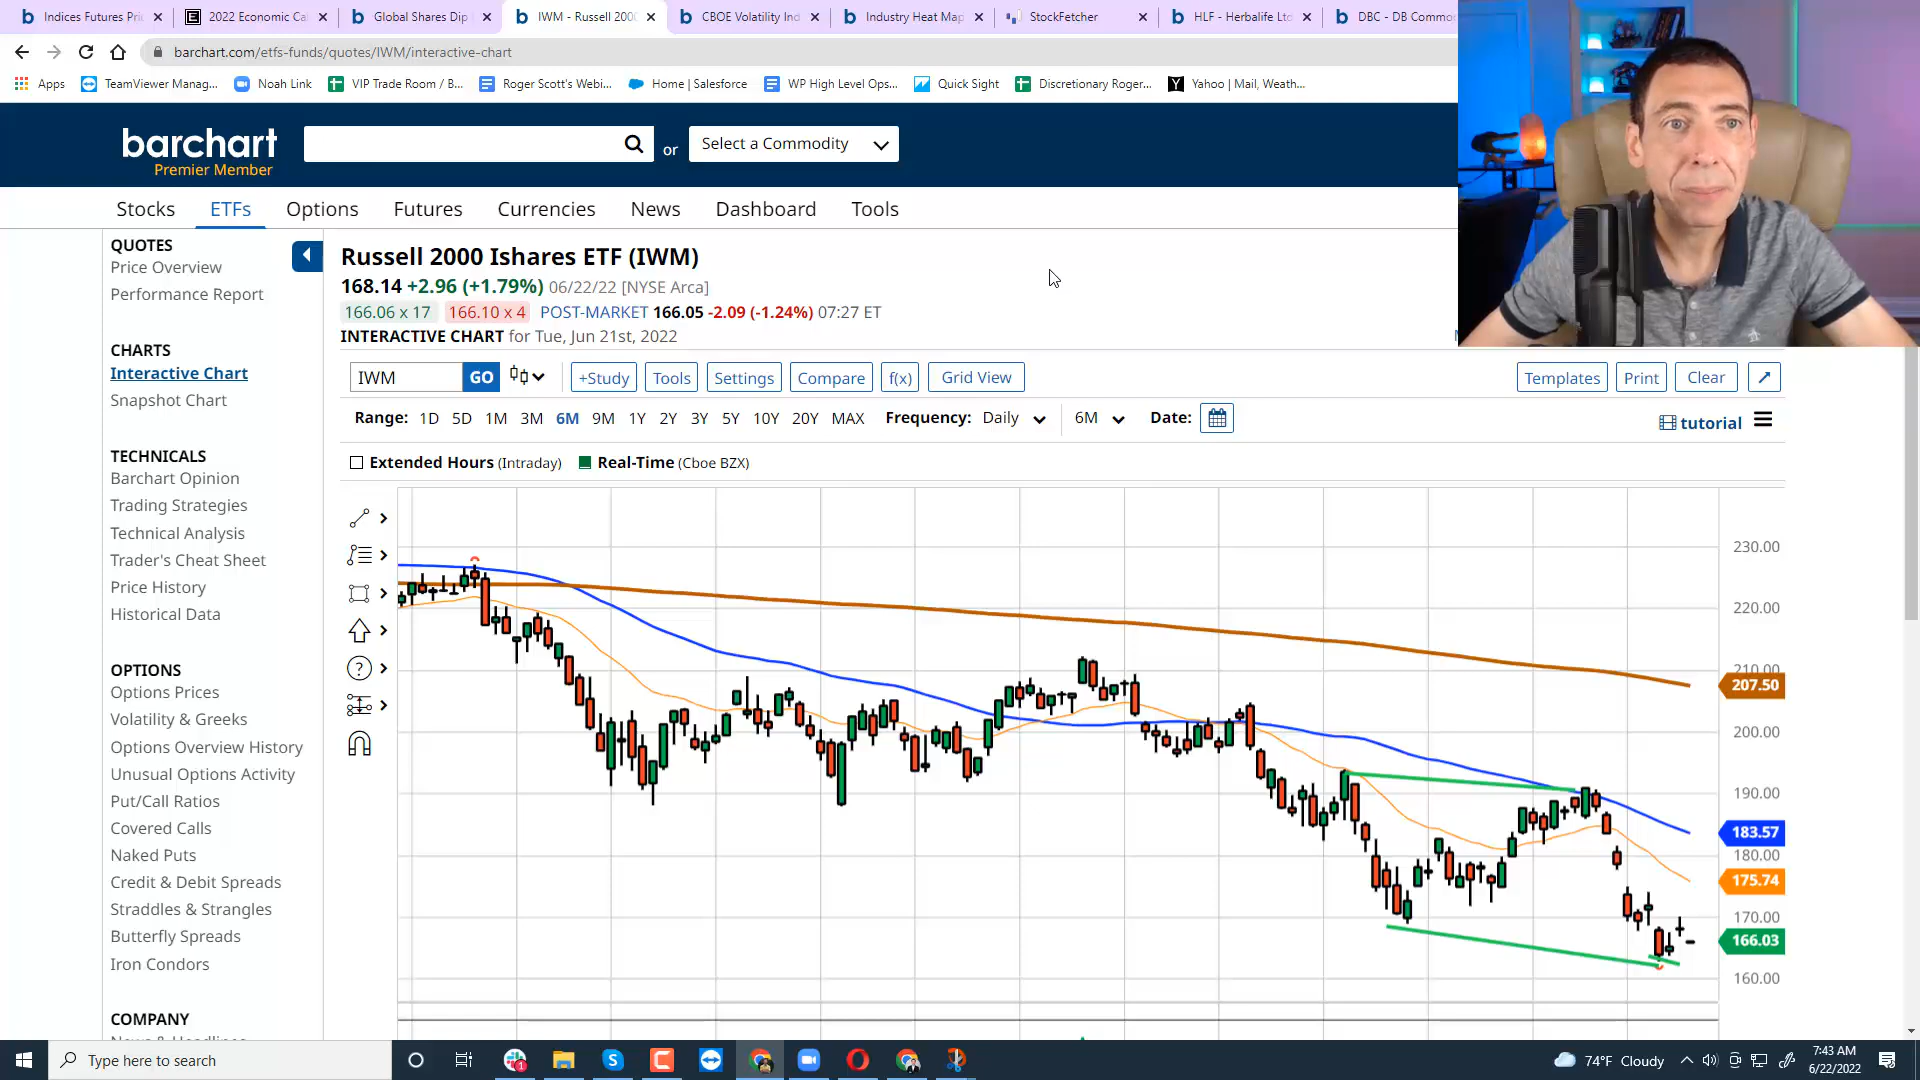 Indices Futures Pri
2022 Economic Ca
Global Shares Dip
IWM - Russell 200
CBOE Volatility Ind
Industry Heat Map
StockFetcher
HLF - Herbalife Ltd
DBC - DB Commo
barchart.com/etfs-funds/quotes/IWM/interactive-chart
Apps
TeamViewer Manag...
Noah Link
VIP Trade Room / B...
Roger Scott's Webi...
Home | Salesforce
WP High Level Ops...
Quick Sight
Discretionary Roger...
Yahoo | Mail, Weath...
barchart
Premier Member
or
Select a Commodity
Stocks
ETFs
Options
Futures
Currencies
News
Dashboard
Tools
QUOTES
Price Overview
Performance Report
CHARTS
Interactive Chart
Snapshot Chart
TECHNICALS
Barchart Opinion
Trading Strategies
Technical Analysis
Trader's Cheat Sheet
Price History
Historical Data
OPTIONS
Options Prices
Volatility & Greeks
Options Overview History
Unusual Options Activity
Put/Call Ratios
Covered Calls
Naked Puts
Credit & Debit Spreads
Straddles & Strangles
Butterfly Spreads
Iron Condors
COMPANY
Russell 2000 Ishares ETF (IWM)
168.14 +2.96 (+1.79%) 06/22/22 [NYSE Arca]
166.06 x 17 166.10 x 4 POST-MARKET 166.05 -2.09 (-1.24%) 07:27 ET
INTERACTIVE CHART for Tue, Jun 21st, 2022
IWM GO +Study Tools Settings Compare f(x) Grid View Templates Print Clear
Range: 1D 5D 1M 3M 6M 9M 1Y 2Y 3Y 5Y 10Y 20Y MAX Frequency: Daily 6M Date: tutorial
Extended Hours (Intraday) Real-Time (Cboe BZX)
230.00
220.00
210.00
207.50
200.00
190.00
183.57
180.00
175.74
170.00
166.03
160.00
Type here to search
74°F Cloudy
7:43 AM
6/22/2022